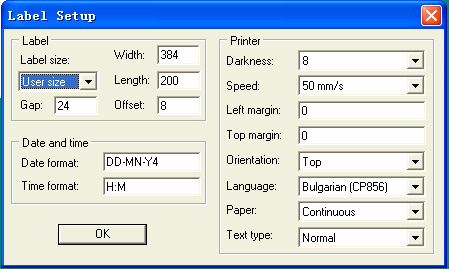 Label Setup
Label
Label size:
User size
Width: 384
Length: 200
Gap: 24
Offset: 8
Date and time
Date format: DD-MN-Y4
Time format: H:M
OK
Printer
Darkness: 8
Speed: 50 mm/s
Left margin: 0
Top margin: 0
Orientation: Top
Language: Bulgarian (CP856)
Paper: Continuous
Text type: Normal